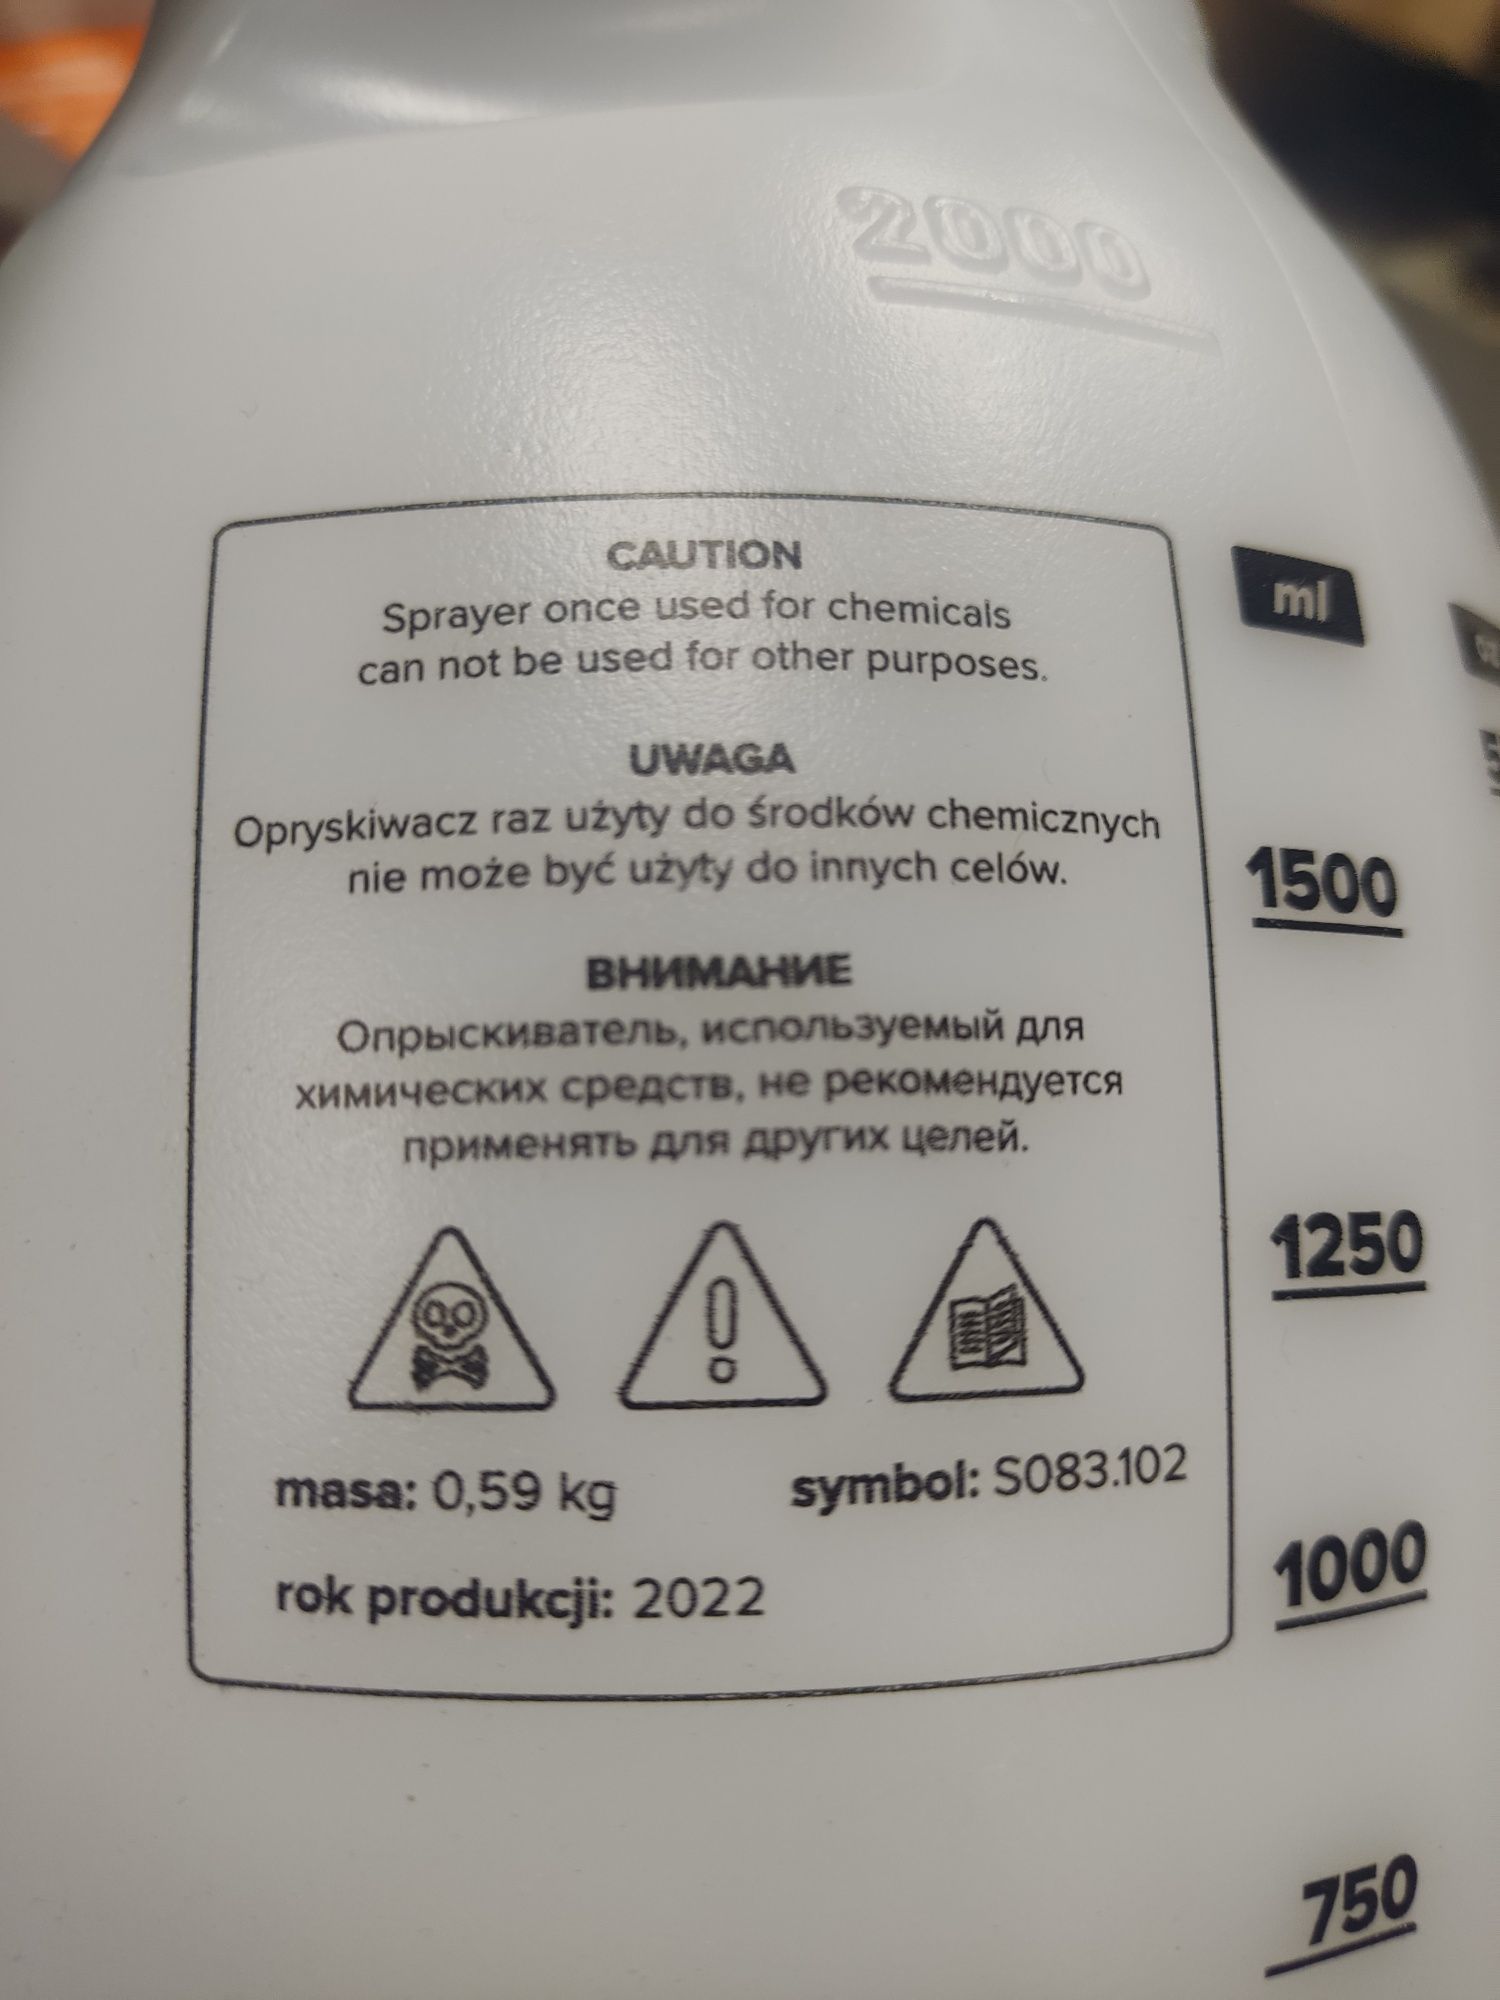 2000
CAUTION
Sprayer once used for chemicals
can not be used for other purposes.
UWAGA
Opryskiwacz raz użyty do środków chemicznych
nie może być użyty do innych celów.
ВНИМАНИЕ
Опрыскиватель, используемый для
химических средств, не рекомендуется
применять для других целей.
masa: 0,59 kg
symbol: S083.102
rok produkcji: 2022
ml
1500
1250
1000
750